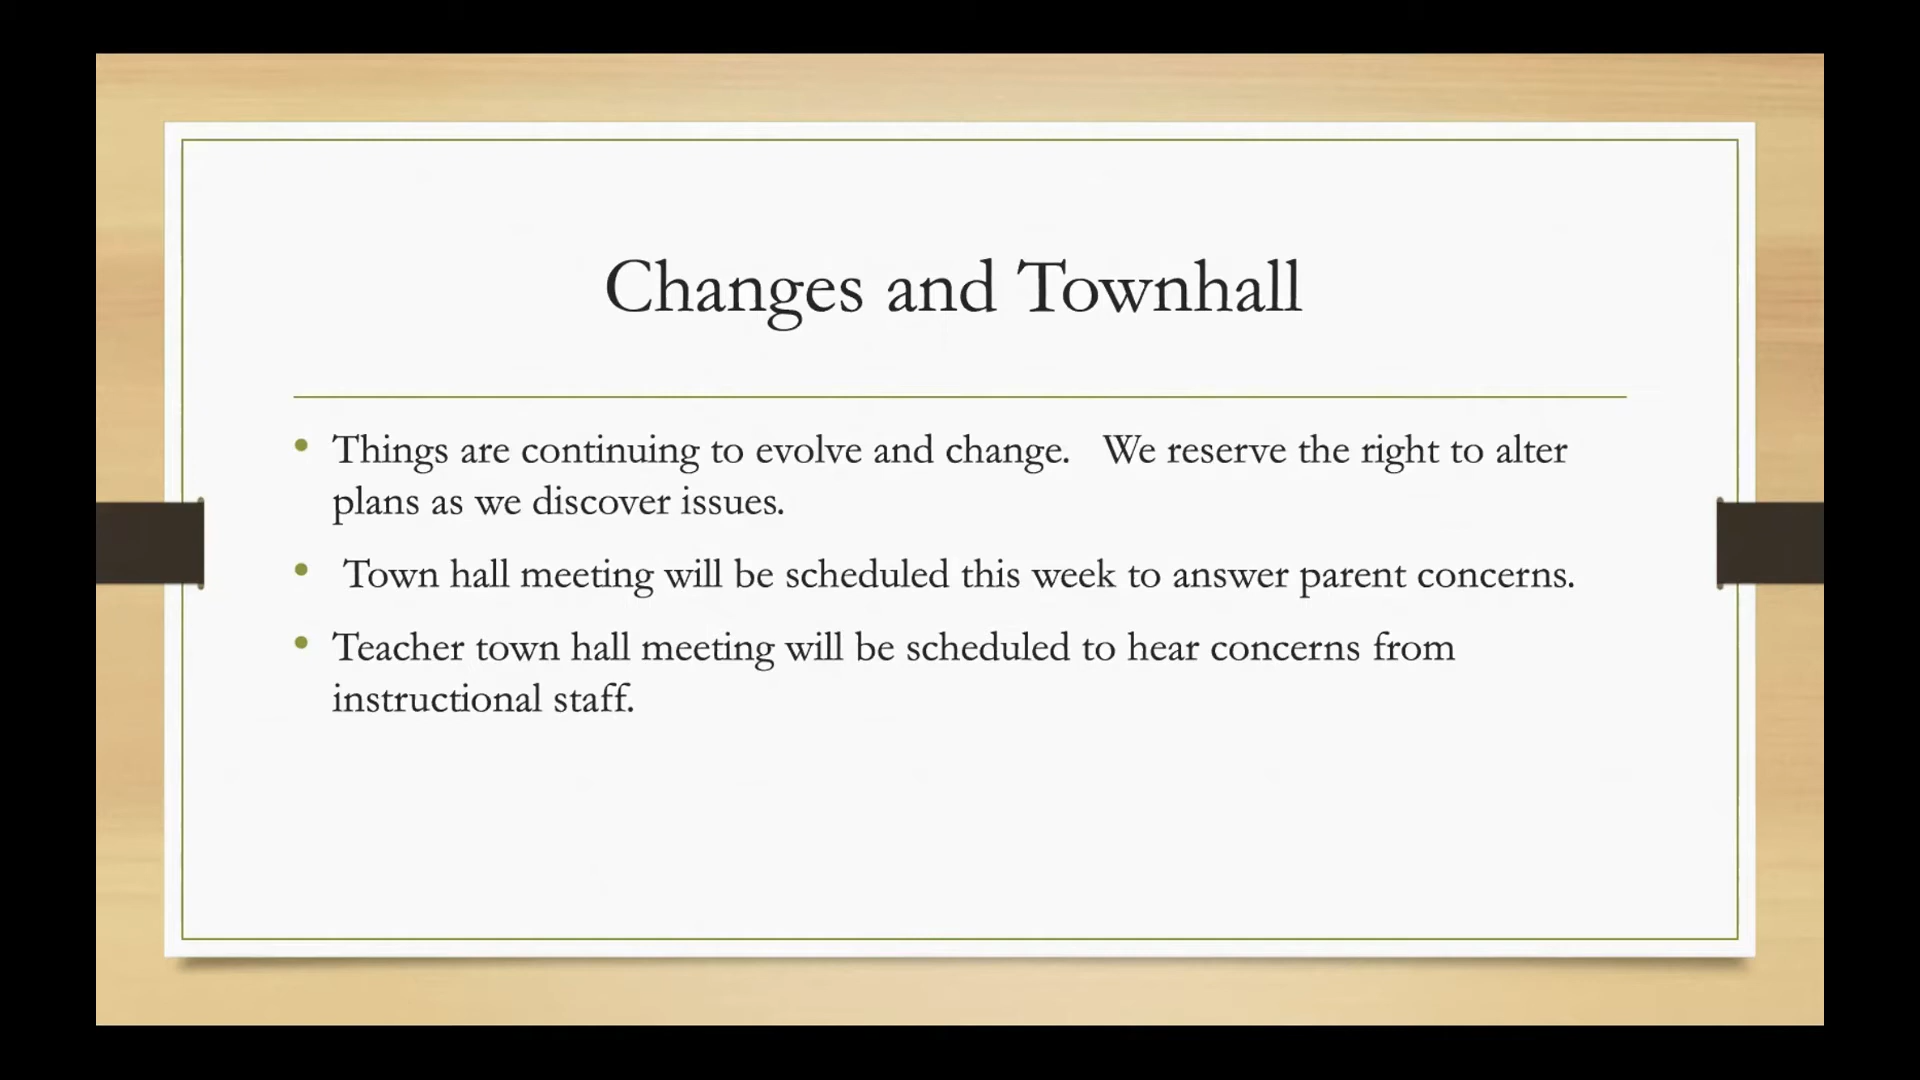 Changes and Townhall
• Things are continuing to evolve and change.   We reserve the right to alter
plans as we discover issues.
•  Town hall meeting will be scheduled this week to answer parent concerns.
• Teacher town hall meeting will be scheduled to hear concerns from
instructional staff.